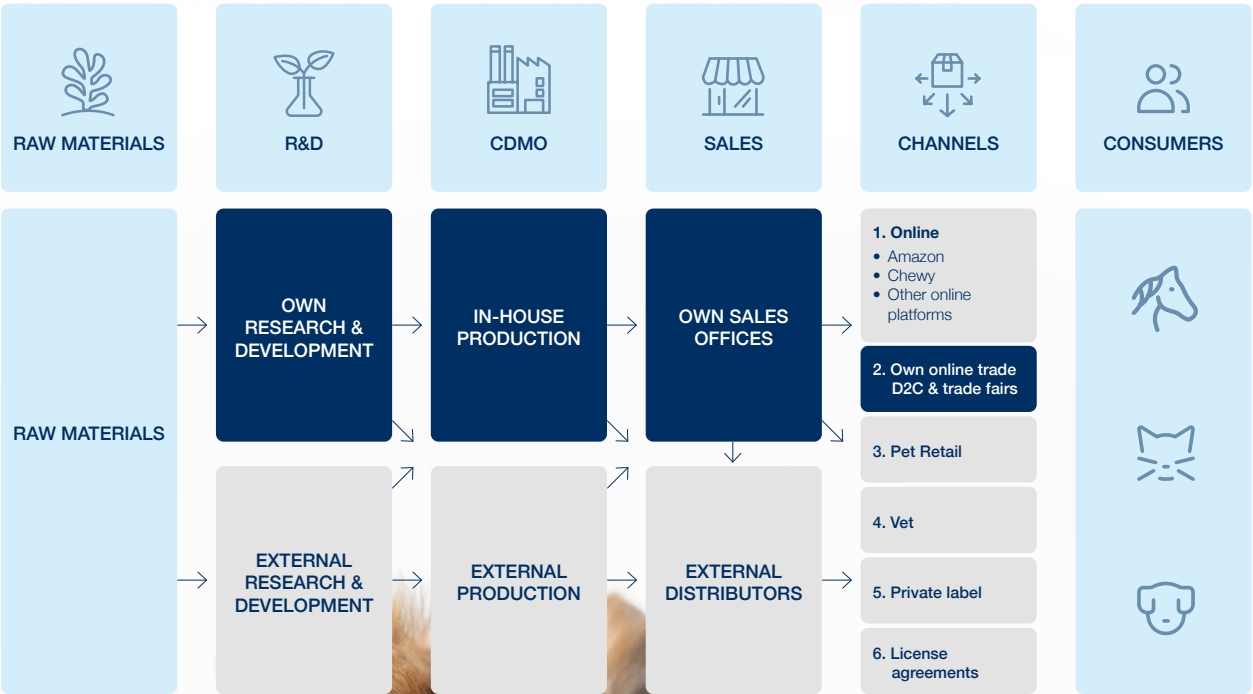 RAW MATERIALS
R&D
CDMO
SALES
CHANNELS
CONSUMERS
RAW MATERIALS
OWN
RESEARCH &
DEVELOPMENT
IN-HOUSE
PRODUCTION
OWN SALES
OFFICES
1. Online
• Amazon
• Chewy
• Other online
platforms
2. Own online trade
D2C & trade fairs
3. Pet Retail
4. Vet
5. Private label
6. License
agreements
EXTERNAL
RESEARCH &
DEVELOPMENT
EXTERNAL
PRODUCTION
EXTERNAL
DISTRIBUTORS